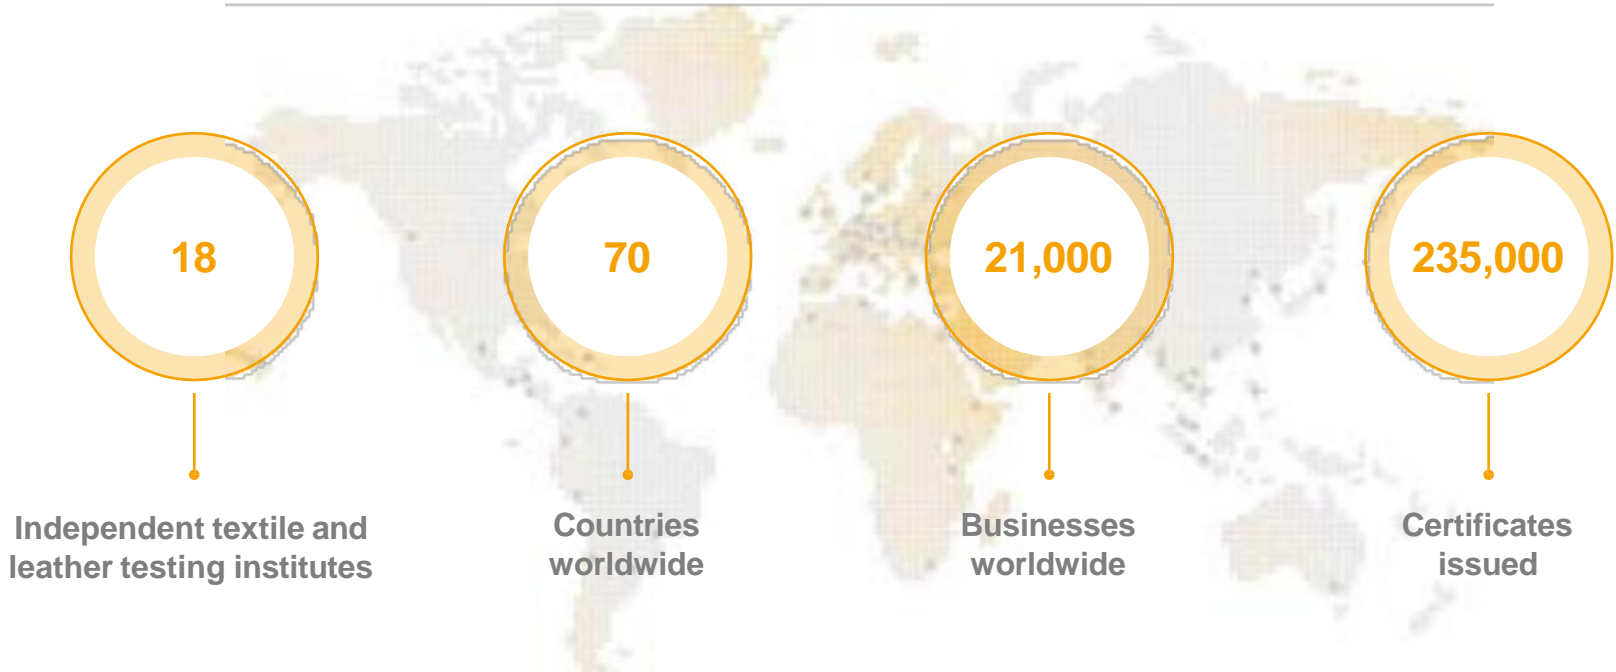 18
70
21,000
235,000
Independent textile and
leather testing institutes
Countries
worldwide
Businesses
worldwide
Certificates
issued